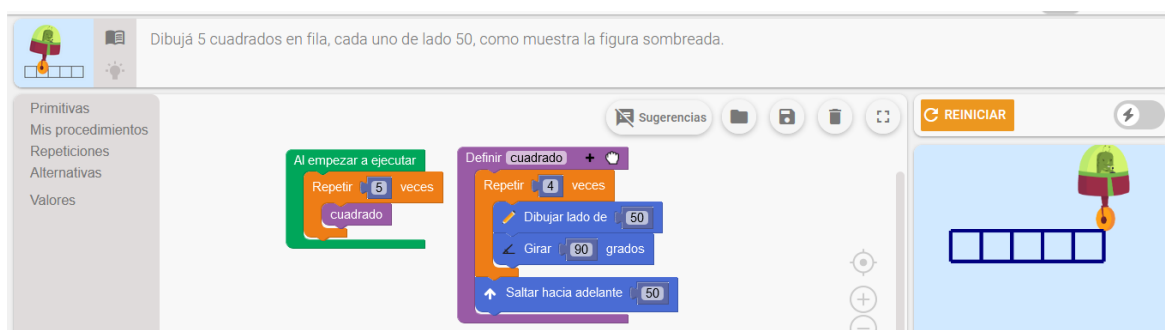 Dibujá 5 cuadrados en fila, cada uno de lado 50, como muestra la figura sombreada.
Primitivas
Mis procedimientos
Repeticiones
Alternativas
Valores
Sugerencias
Al empezar a ejecutar
Repetir 5 veces
cuadrado
Definir cuadrado +
Repetir 4 veces
Dibujar lado de 50
Girar 90 grados
Saltar hacia adelante 50
REINICIAR